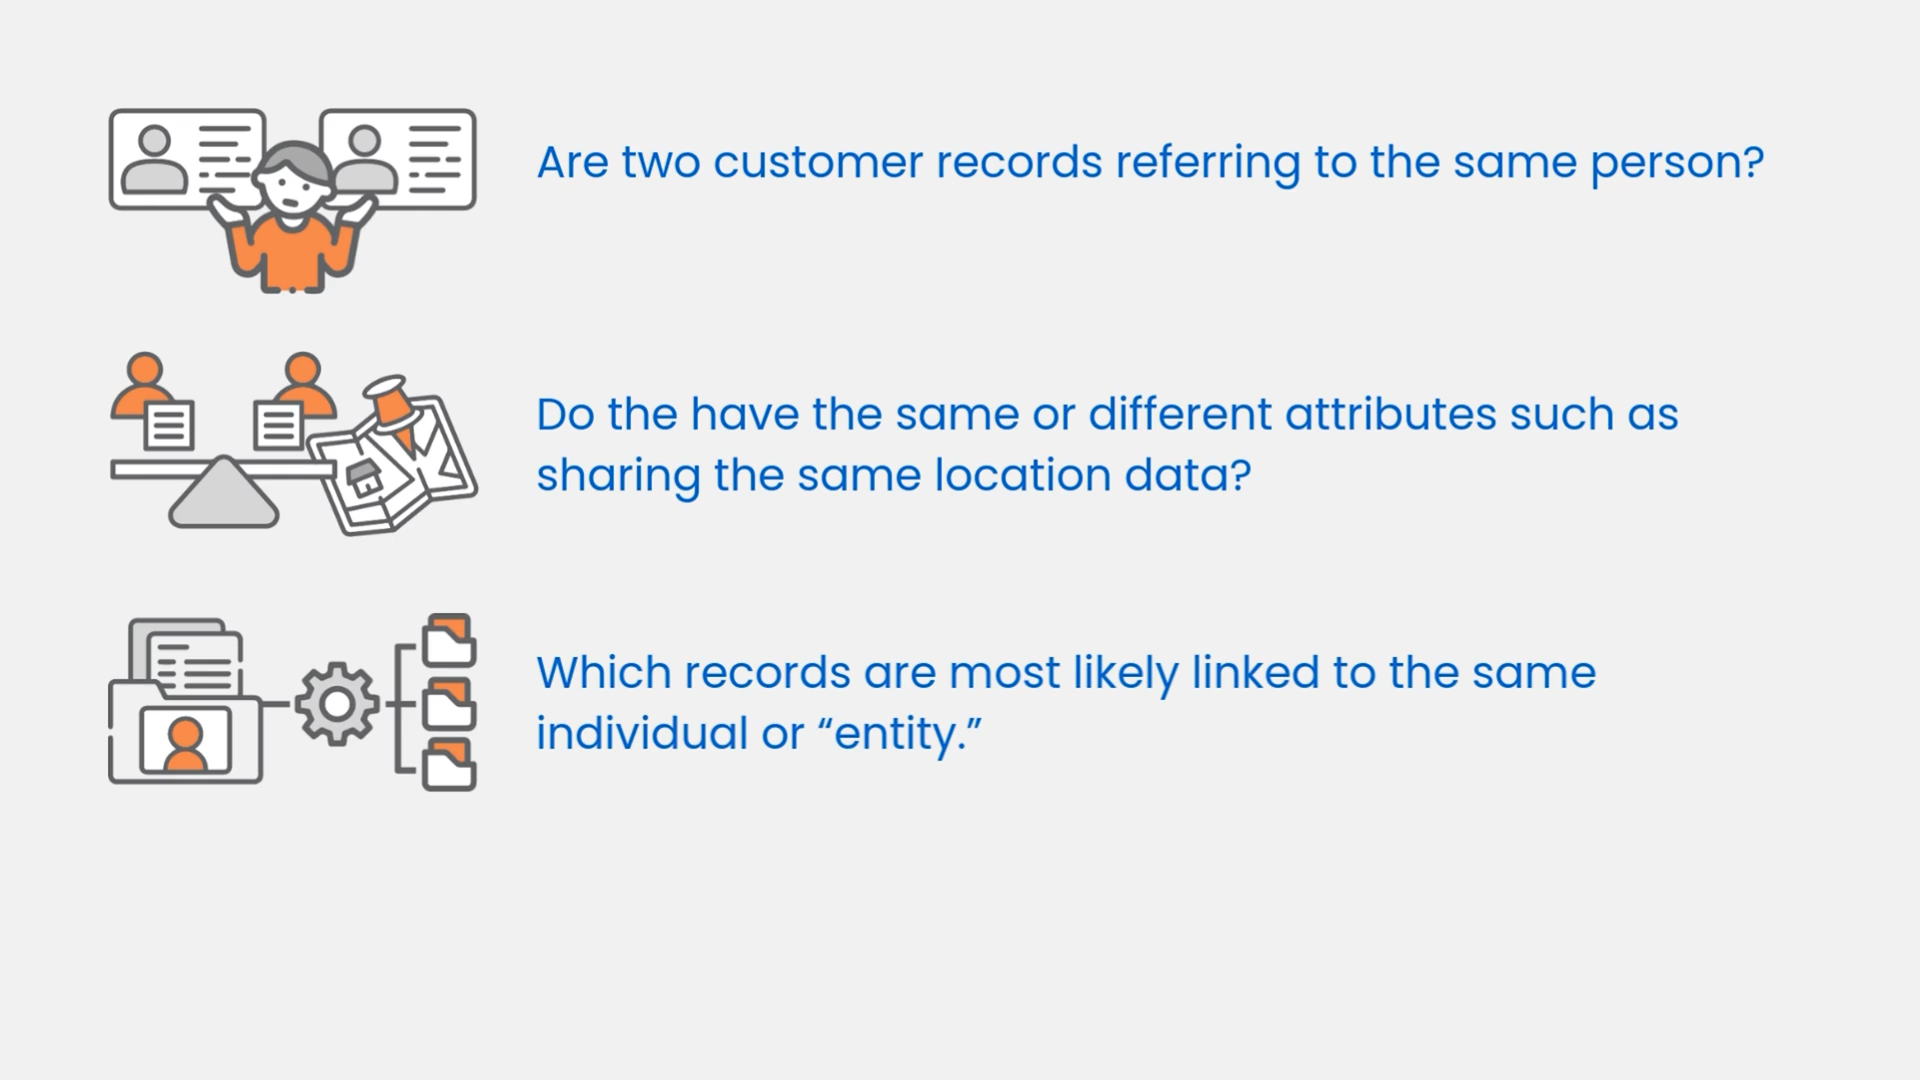 Are two customer records referring to the same person?
Do the have the same or different attributes such as
sharing the same location data?
Which records are most likely linked to the same
individual or “entity.”